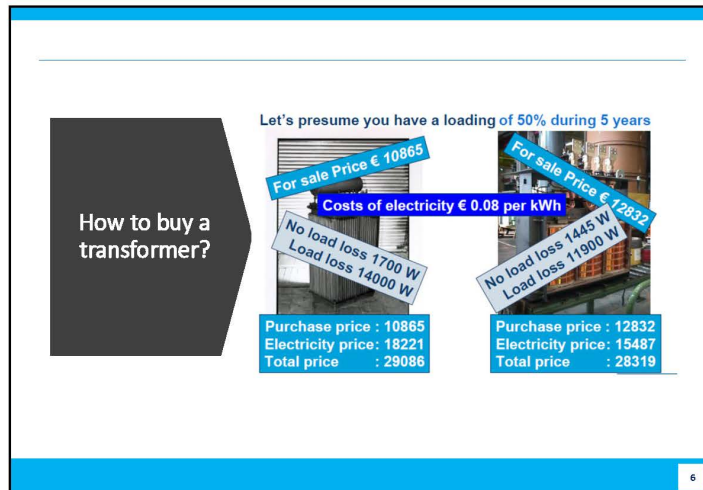 How to buy a
transformer?
Let's presume you have a loading of 50% during 5 years
For sale Price € 10865
For sale Price € 12832
Costs of electricity € 0.08 per kWh
No load loss 1700 W
Load loss 14000 W
No load loss 1445 W
Load loss 11900 W
Purchase price : 10865
Electricity price: 18221
Total price : 29086
Purchase price : 12832
Electricity price: 15487
Total price : 28319
6